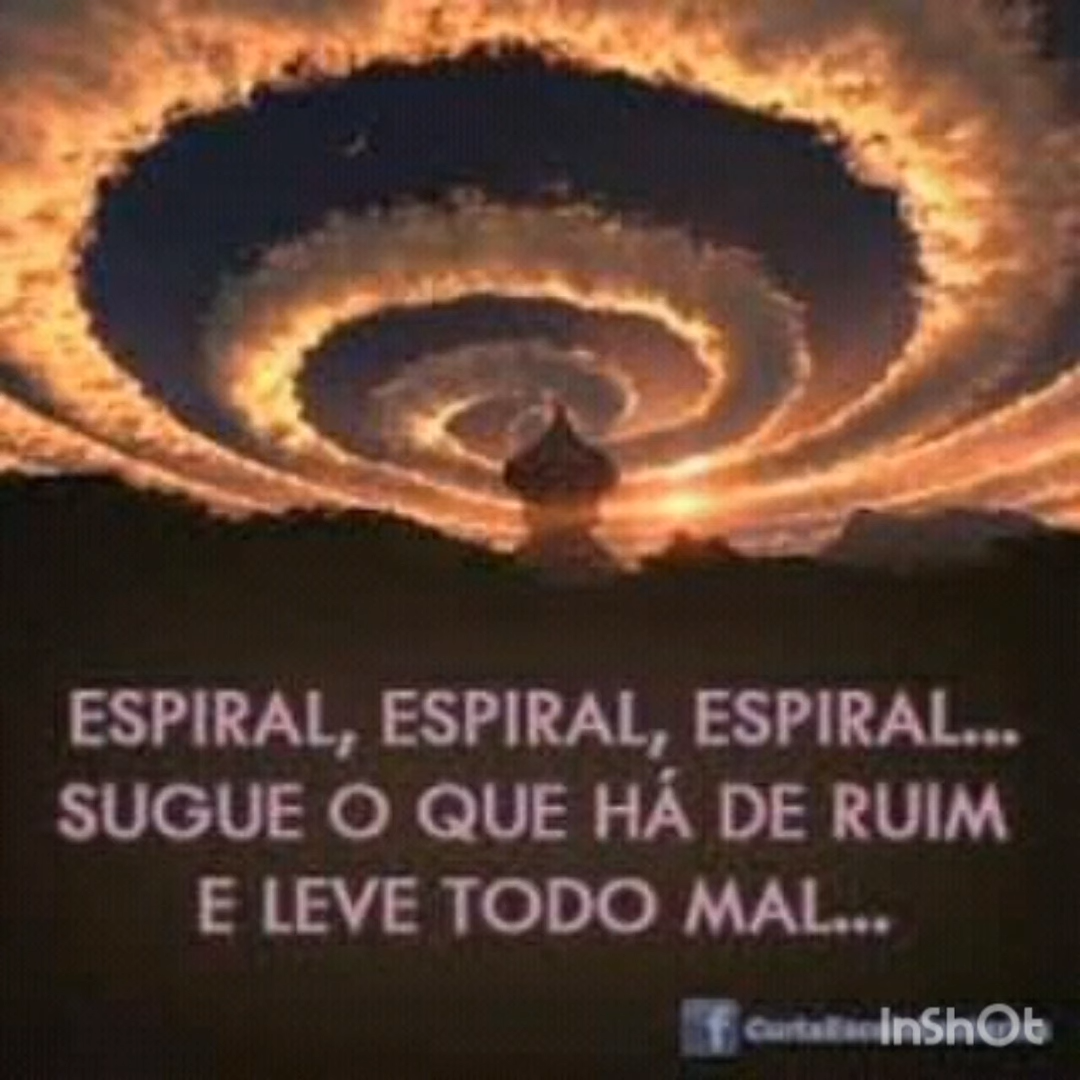 ESPIRAL, ESPIRAL, ESPIRAL...
SUGUE O QUE HÁ DE RUIM
E LEVE TODO MAL...
InShOt